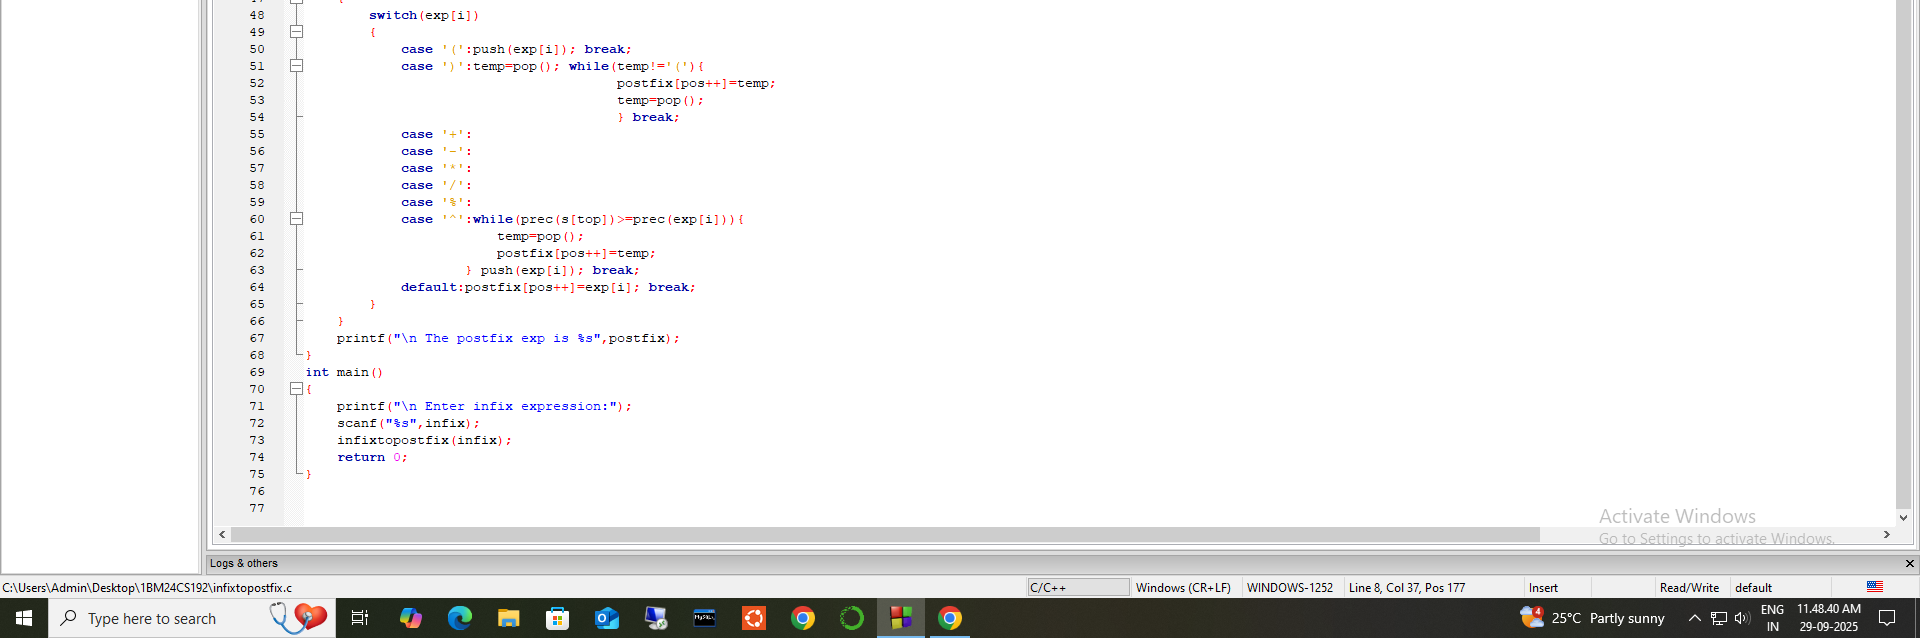 48 switch(exp[i])
49 {
50 case '(':push(exp[i]); break;
51 case ')':temp=pop(); while(temp!='('){
52 postfix[pos++]=temp;
53 temp=pop();
54 } break;
55 case '+':
56 case '-':
57 case '*':
58 case '/':
59 case '%':
60 case '^':while(prec(s[top])>=prec(exp[i])){
61 temp=pop();
62 postfix[pos++]=temp;
63 } push(exp[i]); break;
64 default:postfix[pos++]=exp[i]; break;
65 }
66 }
67 printf("\n The postfix exp is %s",postfix);
68 }
69 int main()
70 {
71 printf("\n Enter infix expression:");
72 scanf("%s",infix);
73 infixtopostfix(infix);
74 return 0;
75 }
76
77
Activate Windows
Go to Settings to activate Windows.
Logs & others
C:\Users\Admin\Desktop\1BM24CS192\infixtopostfix.c C/C++ Windows (CR+LF) WINDOWS-1252 Line 8, Col 37, Pos 177 Insert Read/Write default
Type here to search MySQL 4 25°C Partly sunny ENG IN 11.48.40 AM 29-09-2025